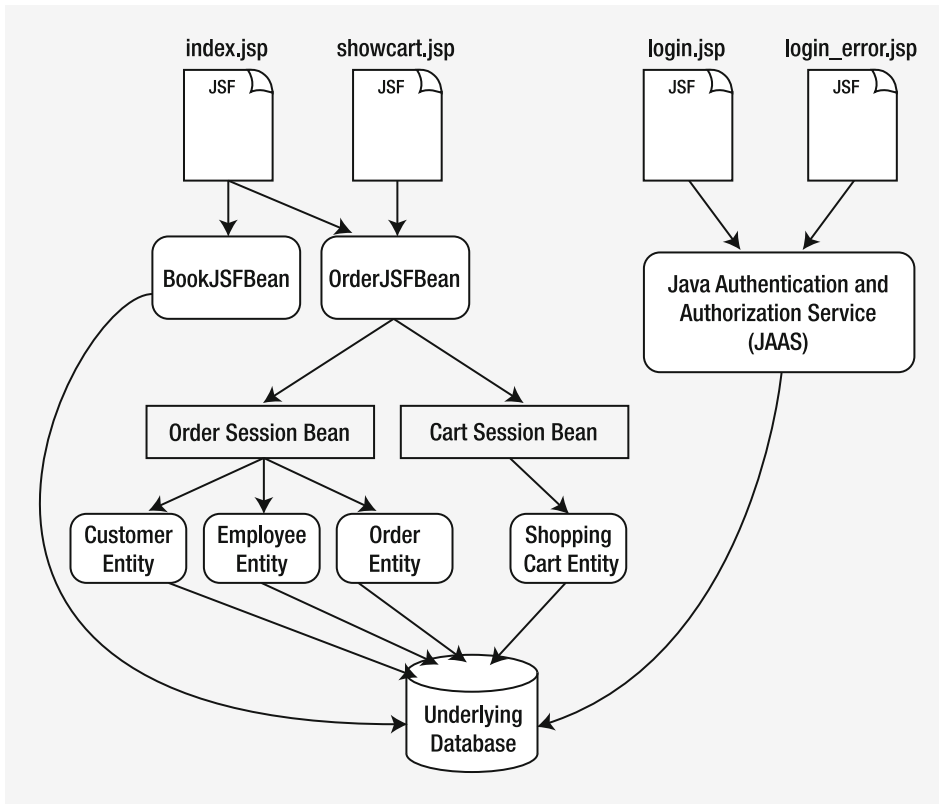 index.jsp
showcart.jsp
login.jsp
login_error.jsp
JSF
JSF
JSF
JSF
BookJSFBean
OrderJSFBean
Java Authentication and
Authorization Service
(JAAS)
Order Session Bean
Cart Session Bean
Customer
Entity
Employee
Entity
Order
Entity
Shopping
Cart Entity
Underlying
Database